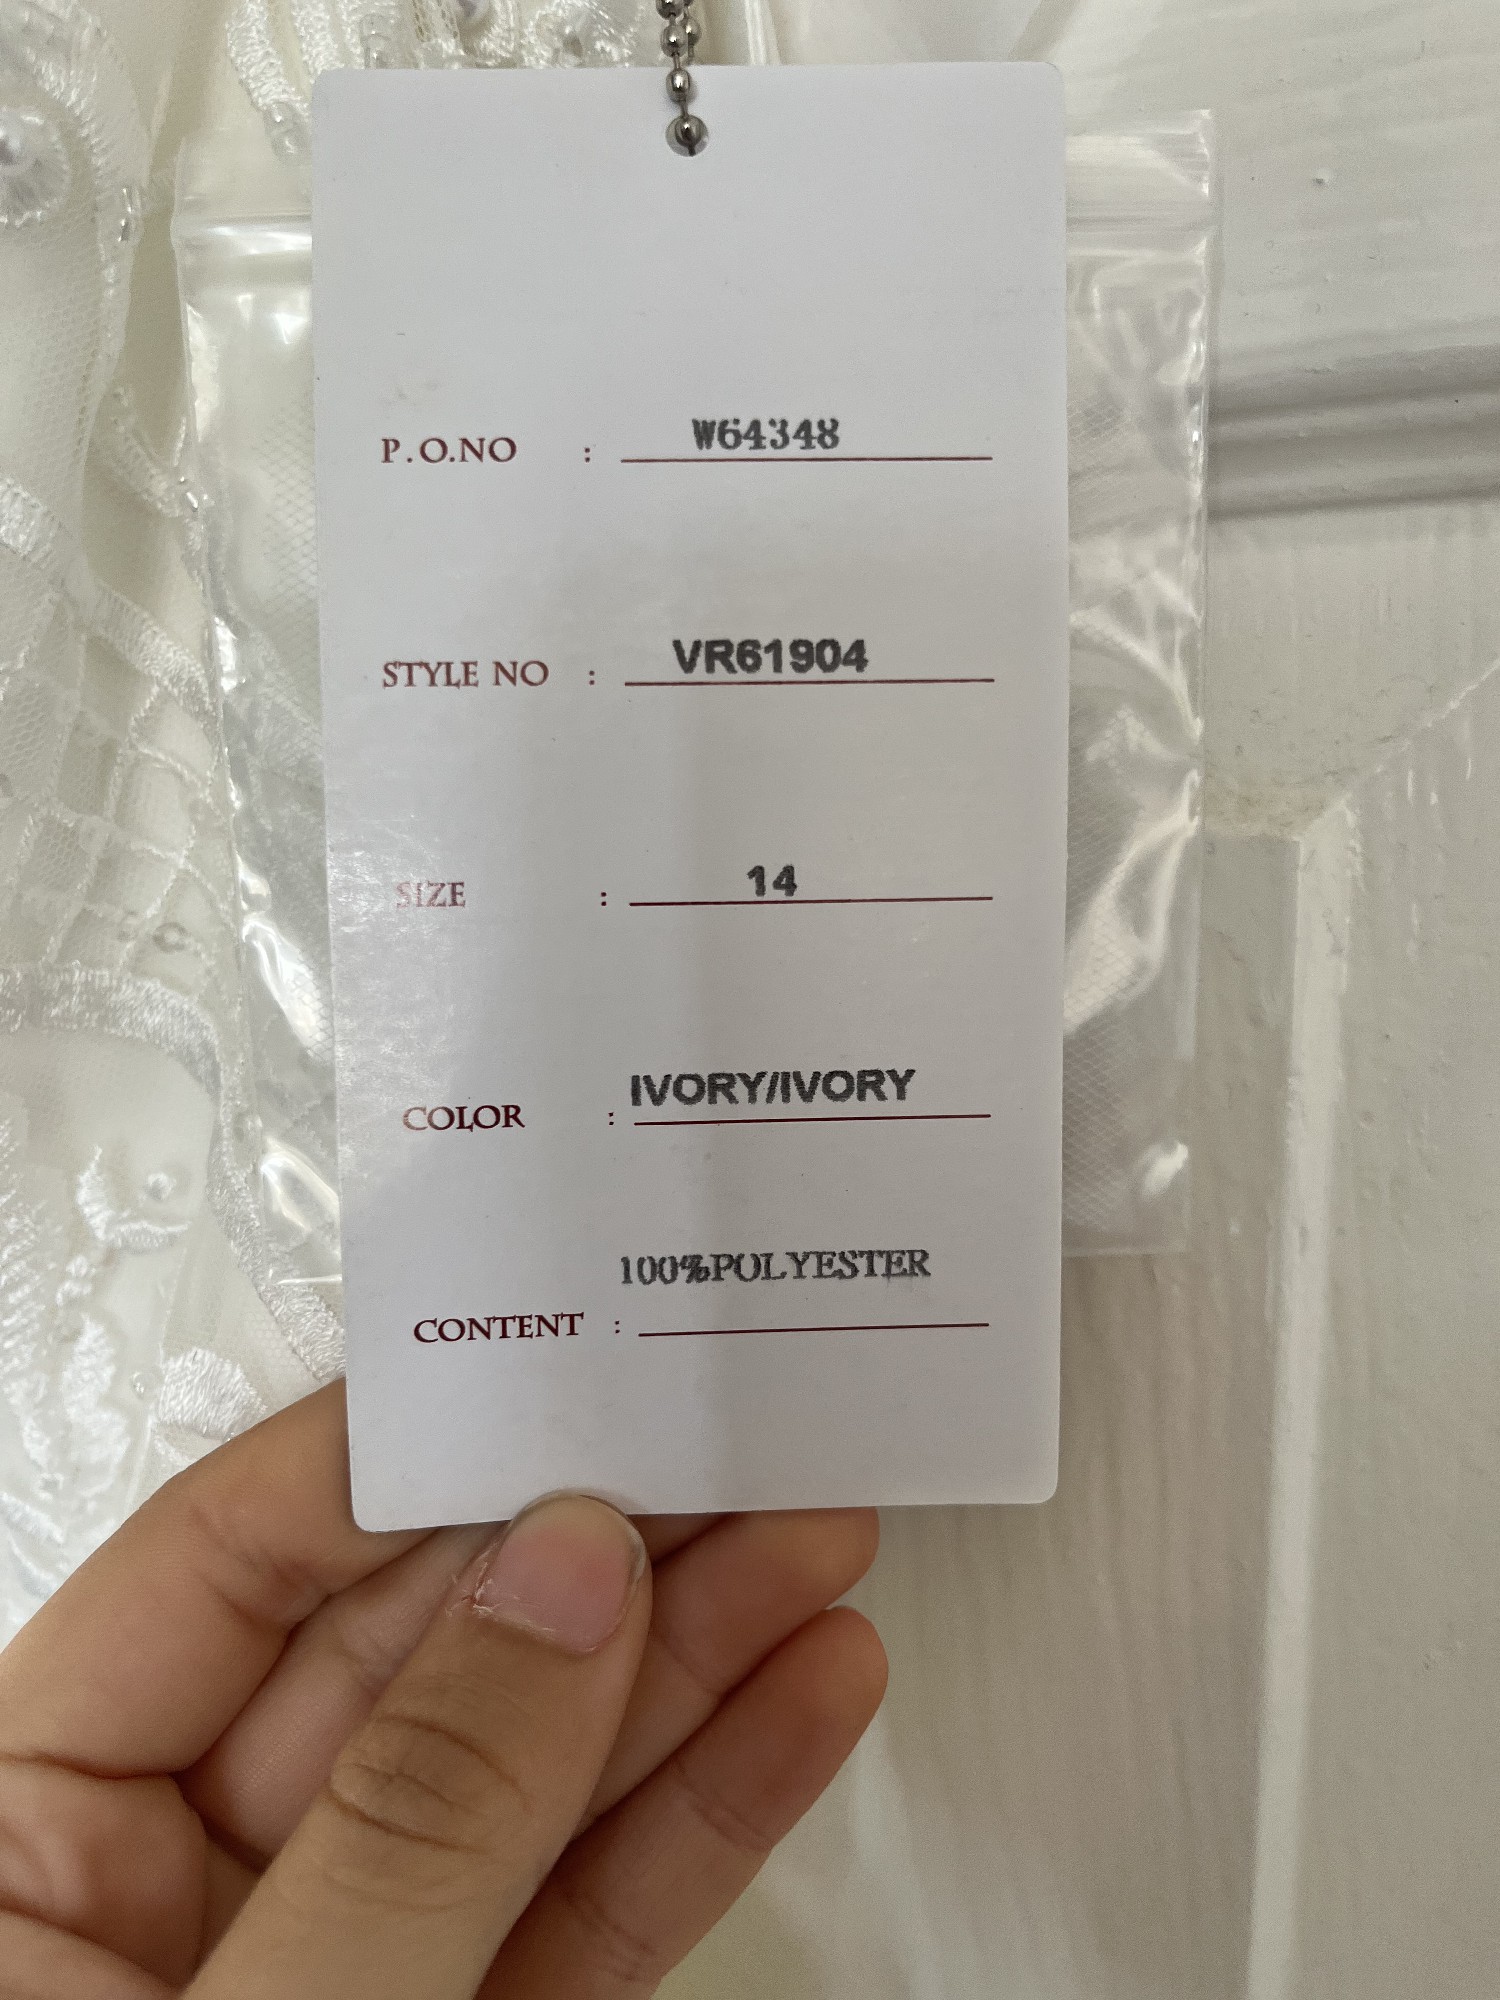 P.O.NO : W64348
STYLE NO : VR61904
SIZE : 14
COLOR : IVORY/IVORY
100%POLYESTER
CONTENT :